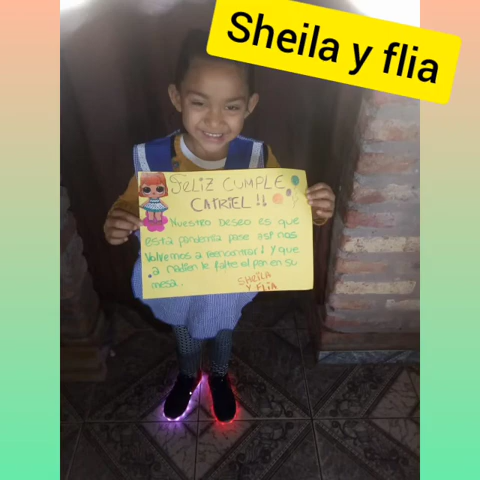 Sheila y flia
FELIZ CUMPLE
CATRIEL !!
NUESTRO DESEO ES QUE
esta pandemia pase así nos
Volvemos a reencontrar! Y que
a nadien le falte el pan en su
mesa.
SHEILA
Y FLIA